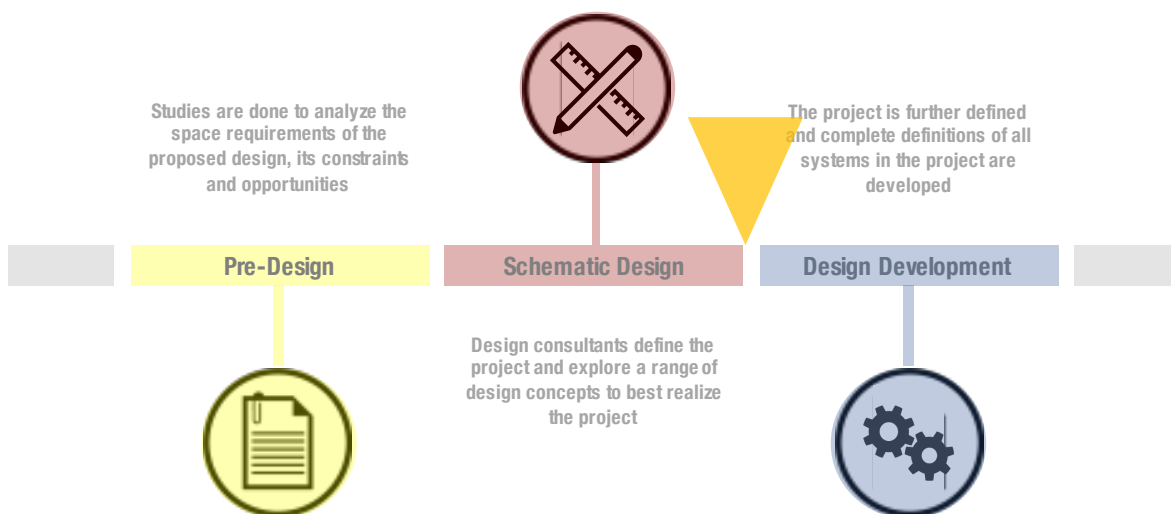 Studies are done to analyze the
space requirements of the
proposed design, its constraints
and opportunities
The project is further defined
and complete definitions of all
systems in the project are
developed
Pre-Design
Schematic Design
Design Development
Design consultants define the
project and explore a range of
design concepts to best realize
the project